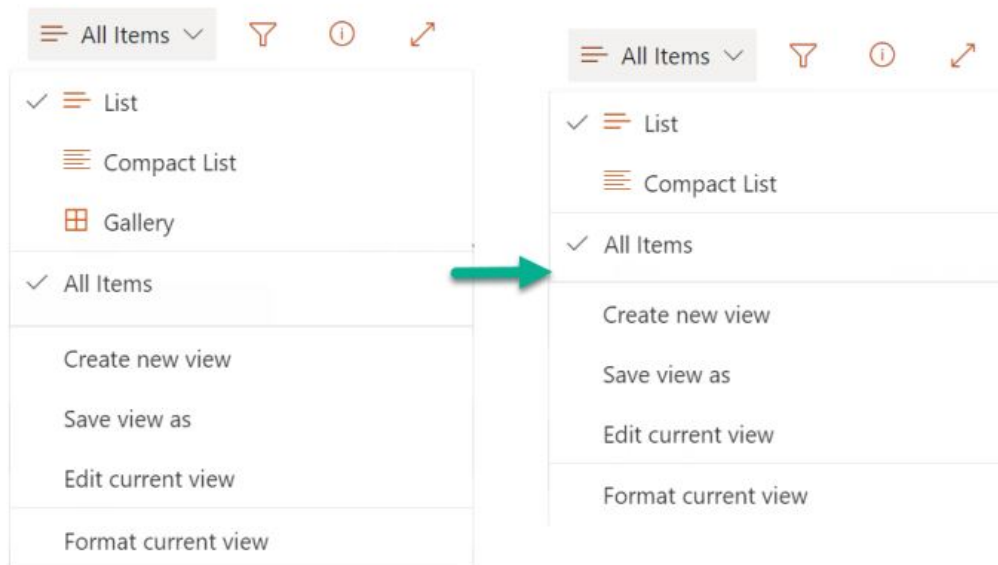 All Items
List
Compact List
Gallery
All Items
Create new view
Save view as
Edit current view
Format current view
All Items
List
Compact List
All Items
Create new view
Save view as
Edit current view
Format current view